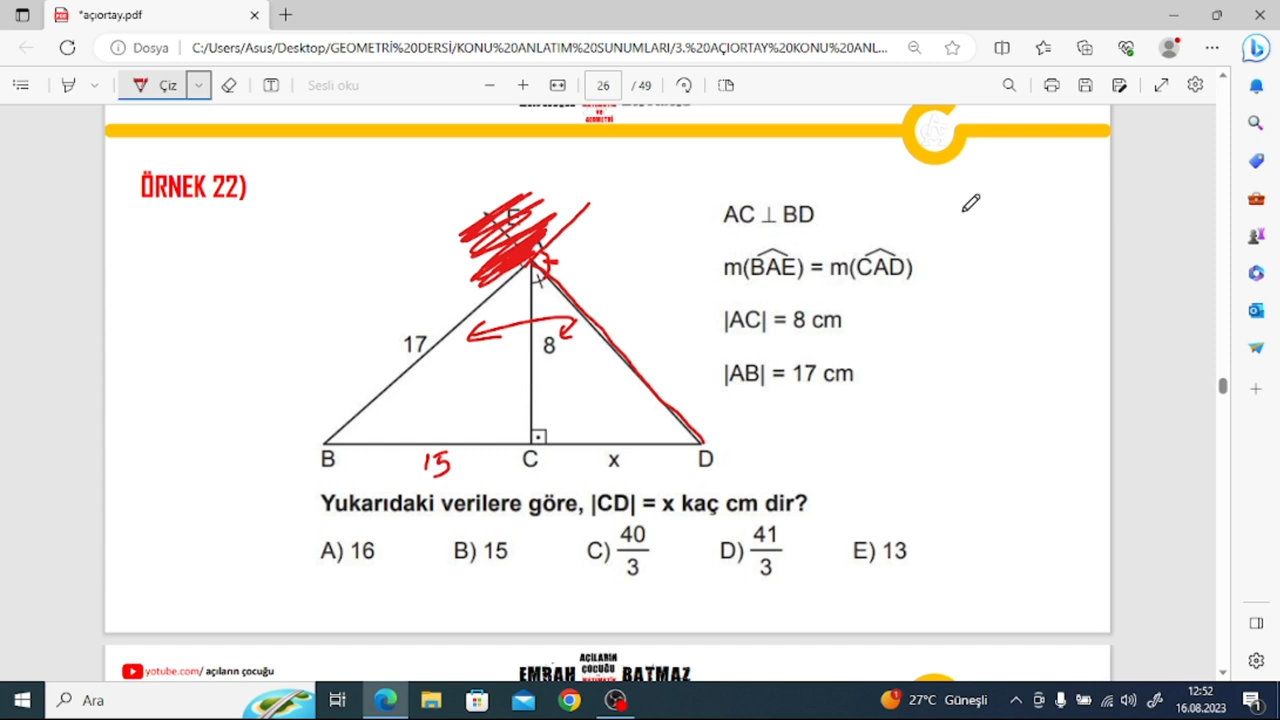 *açıortay.pdf
Dosya
C:/Users/Asus/Desktop/GEOMETRİ%20DERSİ/KONU%20ANLATIM%20SUNUMLARI/3.%20AÇIORTAY%20KONU%20ANL...
Çiz
Sesli oku
26 / 49
ve
GEOMETRİ
ÖRNEK 22)
E
17
8
B
15
C
x
D
AC ⊥ BD
m(BAE) = m(CAD)
|AC| = 8 cm
|AB| = 17 cm
Yukarıdaki verilere göre, |CD| = x kaç cm dir?
A) 16 B) 15 C) 40/3 D) 41/3 E) 13
yotube.com/ açıların çocuğu
AÇILARIN
EMRAH ÇOCUĞU BATMAZ
Ara
27°C Güneşli
12:52
16.08.2023